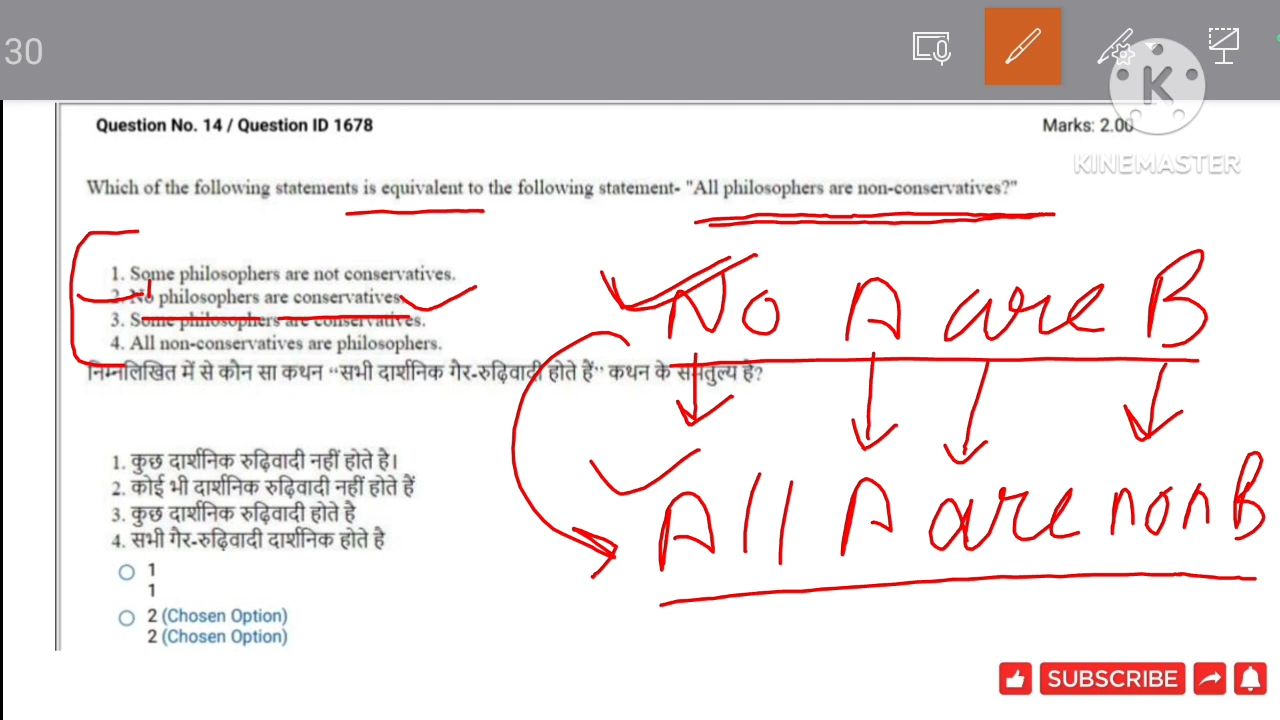 30
Question No. 14 / Question ID 1678
Marks: 2.00
KINEMASTER
Which of the following statements is equivalent to the following statement- "All philosophers are non-conservatives?"
1. Some philosophers are not conservatives.
2. No philosophers are conservatives
3. Some philosophers are conservatives.
4. All non-conservatives are philosophers.
No A are B
निम्नलिखित में से कौन सा कथन “सभी दार्शनिक गैर-रुढ़िवादी होते हैं” कथन के समतुल्य है?
1. कुछ दार्शनिक रुढ़िवादी नहीं होते है।
2. कोई भी दार्शनिक रुढ़िवादी नहीं होते हैं
3. कुछ दार्शनिक रुढ़िवादी होते है
4. सभी गैर-रुढ़िवादी दार्शनिक होते है
All A are non B
1
1
2 (Chosen Option)
2 (Chosen Option)
SUBSCRIBE